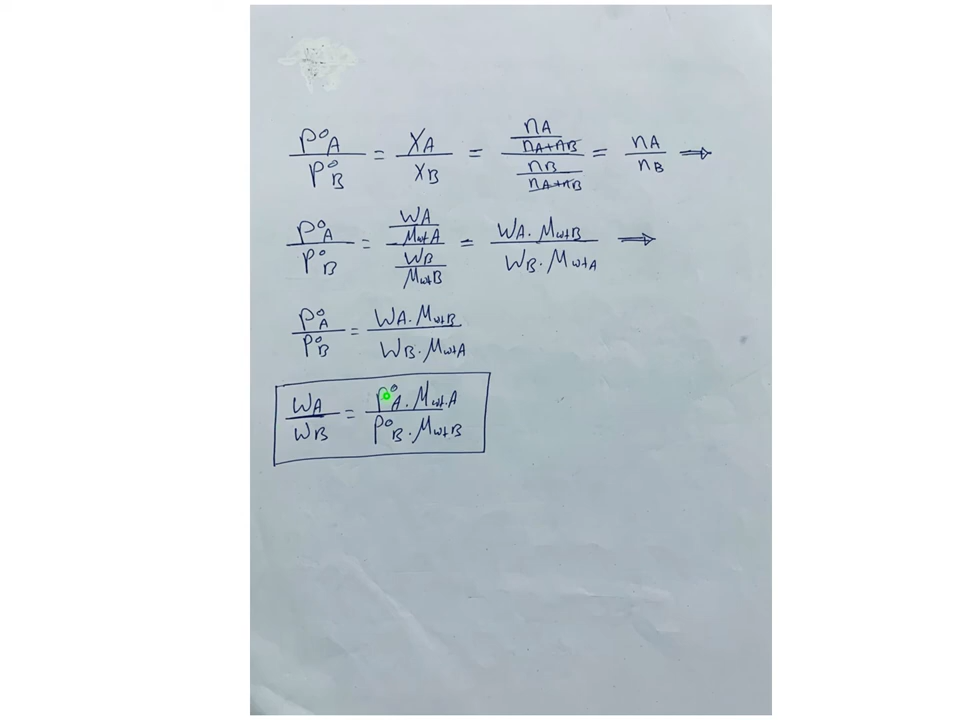 P°A / P°B = XA / XB = (nA / (nA+nB)) / (nB / (nA+nB)) = nA / nB ⇒
P°A / P°B = (WA / MwtA) / (WB / MwtB) = WA · MwtB / WB · MwtA ⇒
P°A / P°B = WA · MwtB / WB · MwtA
WA / WB = P°A · Mwt·A / P°B · MwtB